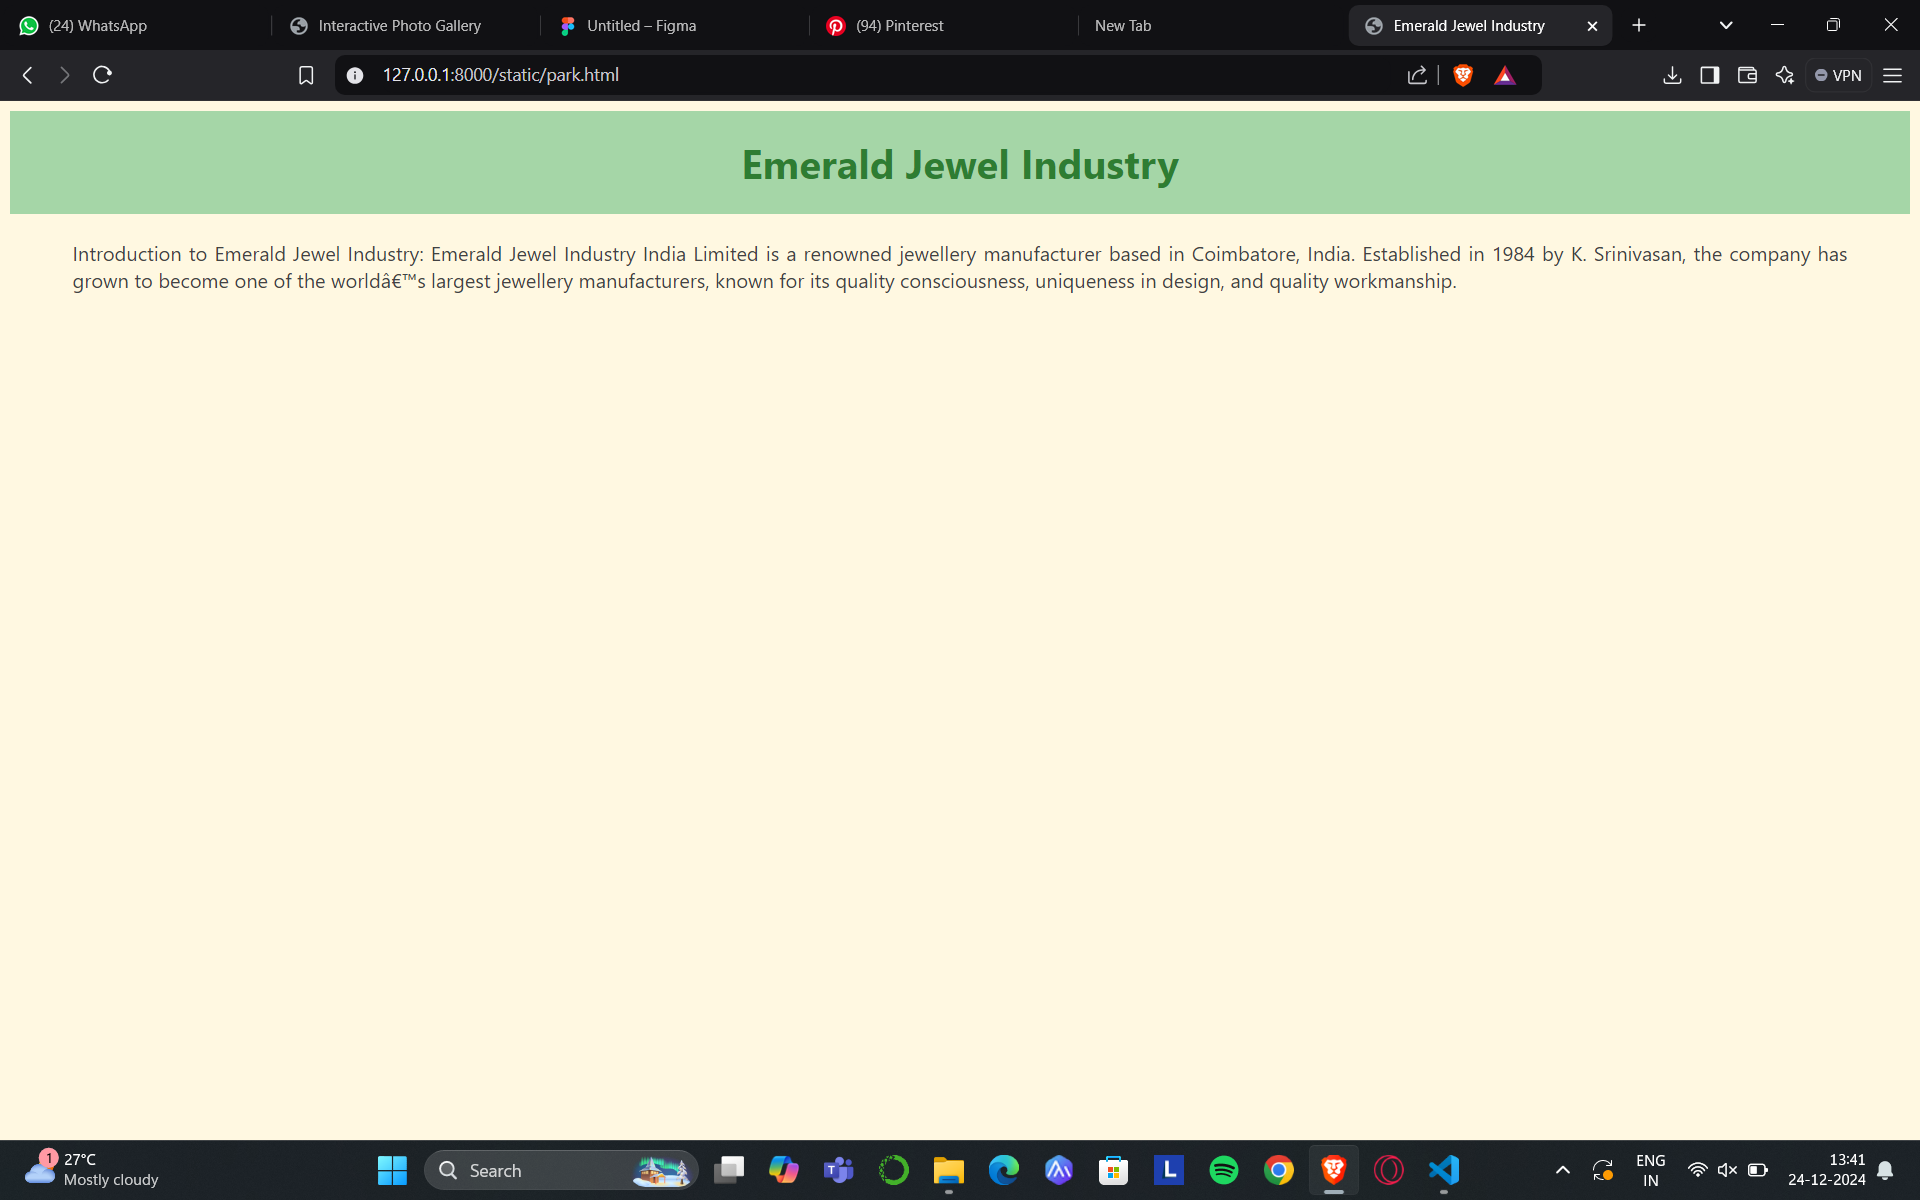 (24) WhatsApp
Interactive Photo Gallery
Untitled – Figma
(94) Pinterest
New Tab
Emerald Jewel Industry
127.0.0.1:8000/static/park.html
VPN
Emerald Jewel Industry
Introduction to Emerald Jewel Industry: Emerald Jewel Industry India Limited is a renowned jewellery manufacturer based in Coimbatore, India. Established in 1984 by K. Srinivasan, the company has
grown to become one of the worldâ€™s largest jewellery manufacturers, known for its quality consciousness, uniqueness in design, and quality workmanship.
1
27°C
Mostly cloudy
Search
T
L
ENG
IN
13:41
24-12-2024